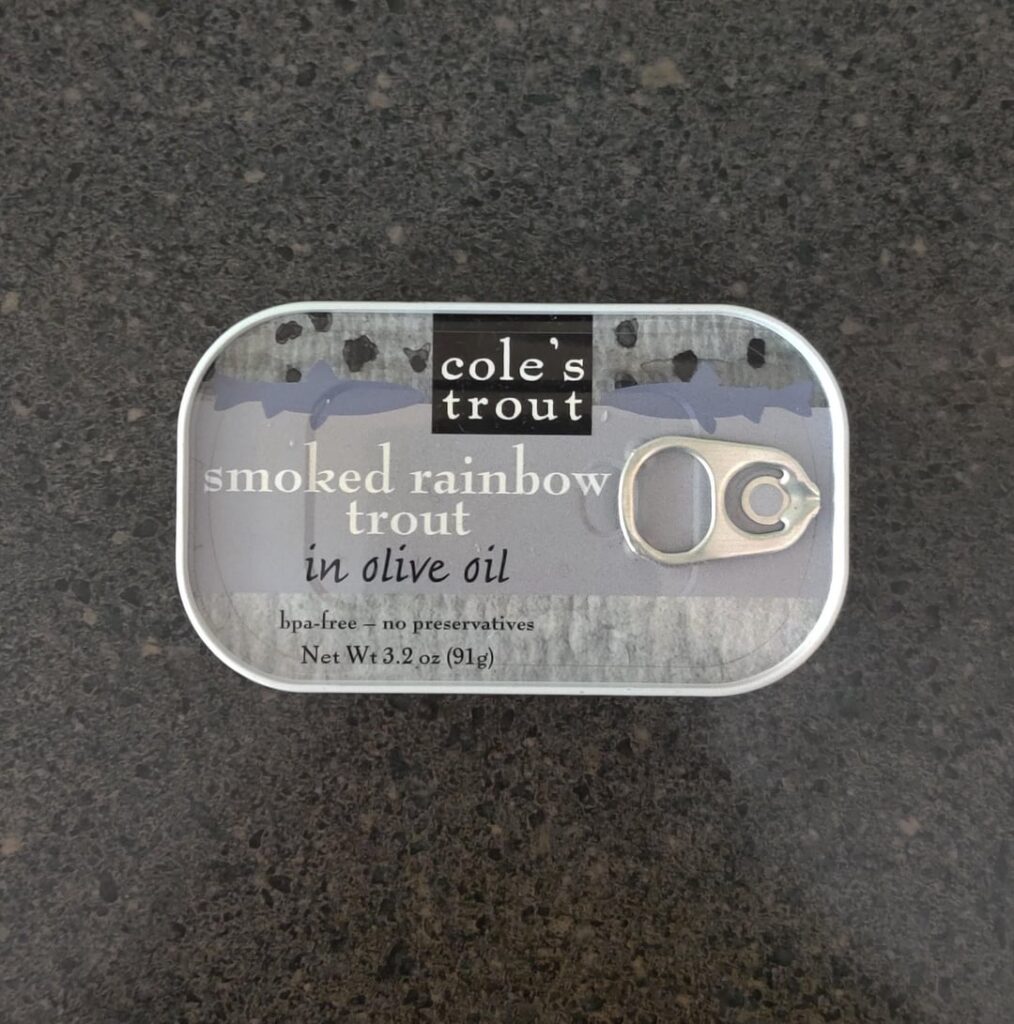 cole's
trout
smoked rainbow
trout
in olive oil
bpa-free – no preservatives
Net Wt 3.2 oz (91g)